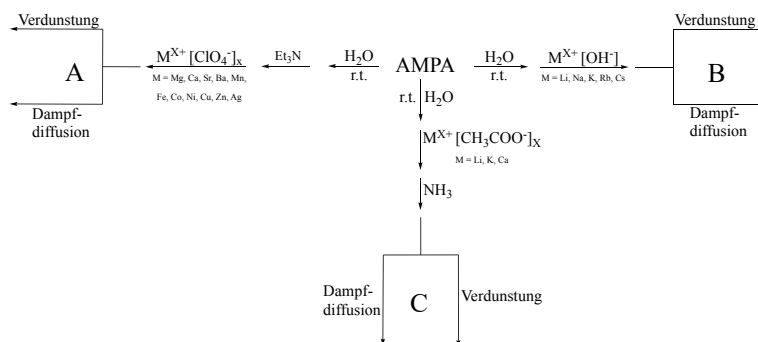 Verdunstung
A
Dampf-
diffusion
M^X+ [ClO₄⁻]ₓ
M = Mg, Ca, Sr, Ba, Mn,
Fe, Co, Ni, Cu, Zn, Ag
Et₃N
H₂O
r.t.
AMPA
H₂O
r.t.
M^X+ [OH⁻]
M = Li, Na, K, Rb, Cs
Verdunstung
B
Dampf-
diffusion
r.t. H₂O
M^X+ [CH₃COO⁻]_X
M = Li, K, Ca
NH₃
Dampf-
diffusion
C
Verdunstung